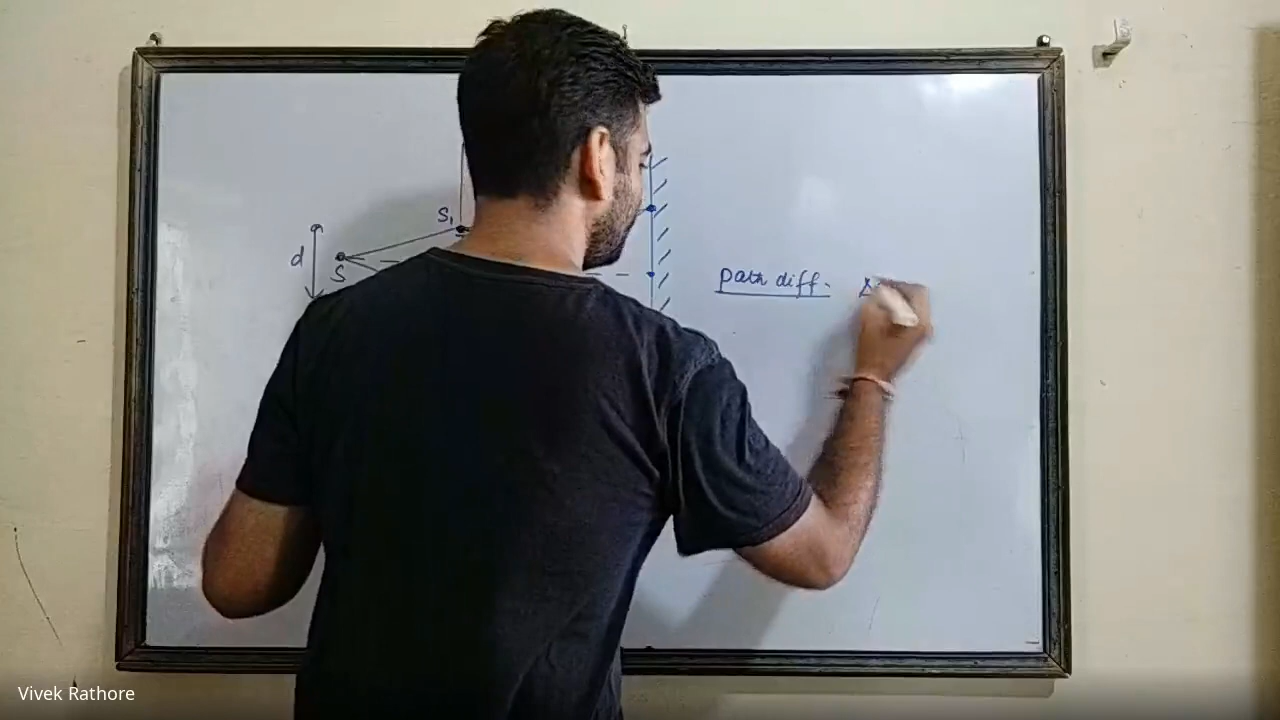 S₁
d
S
Path diff.
Vivek Rathore